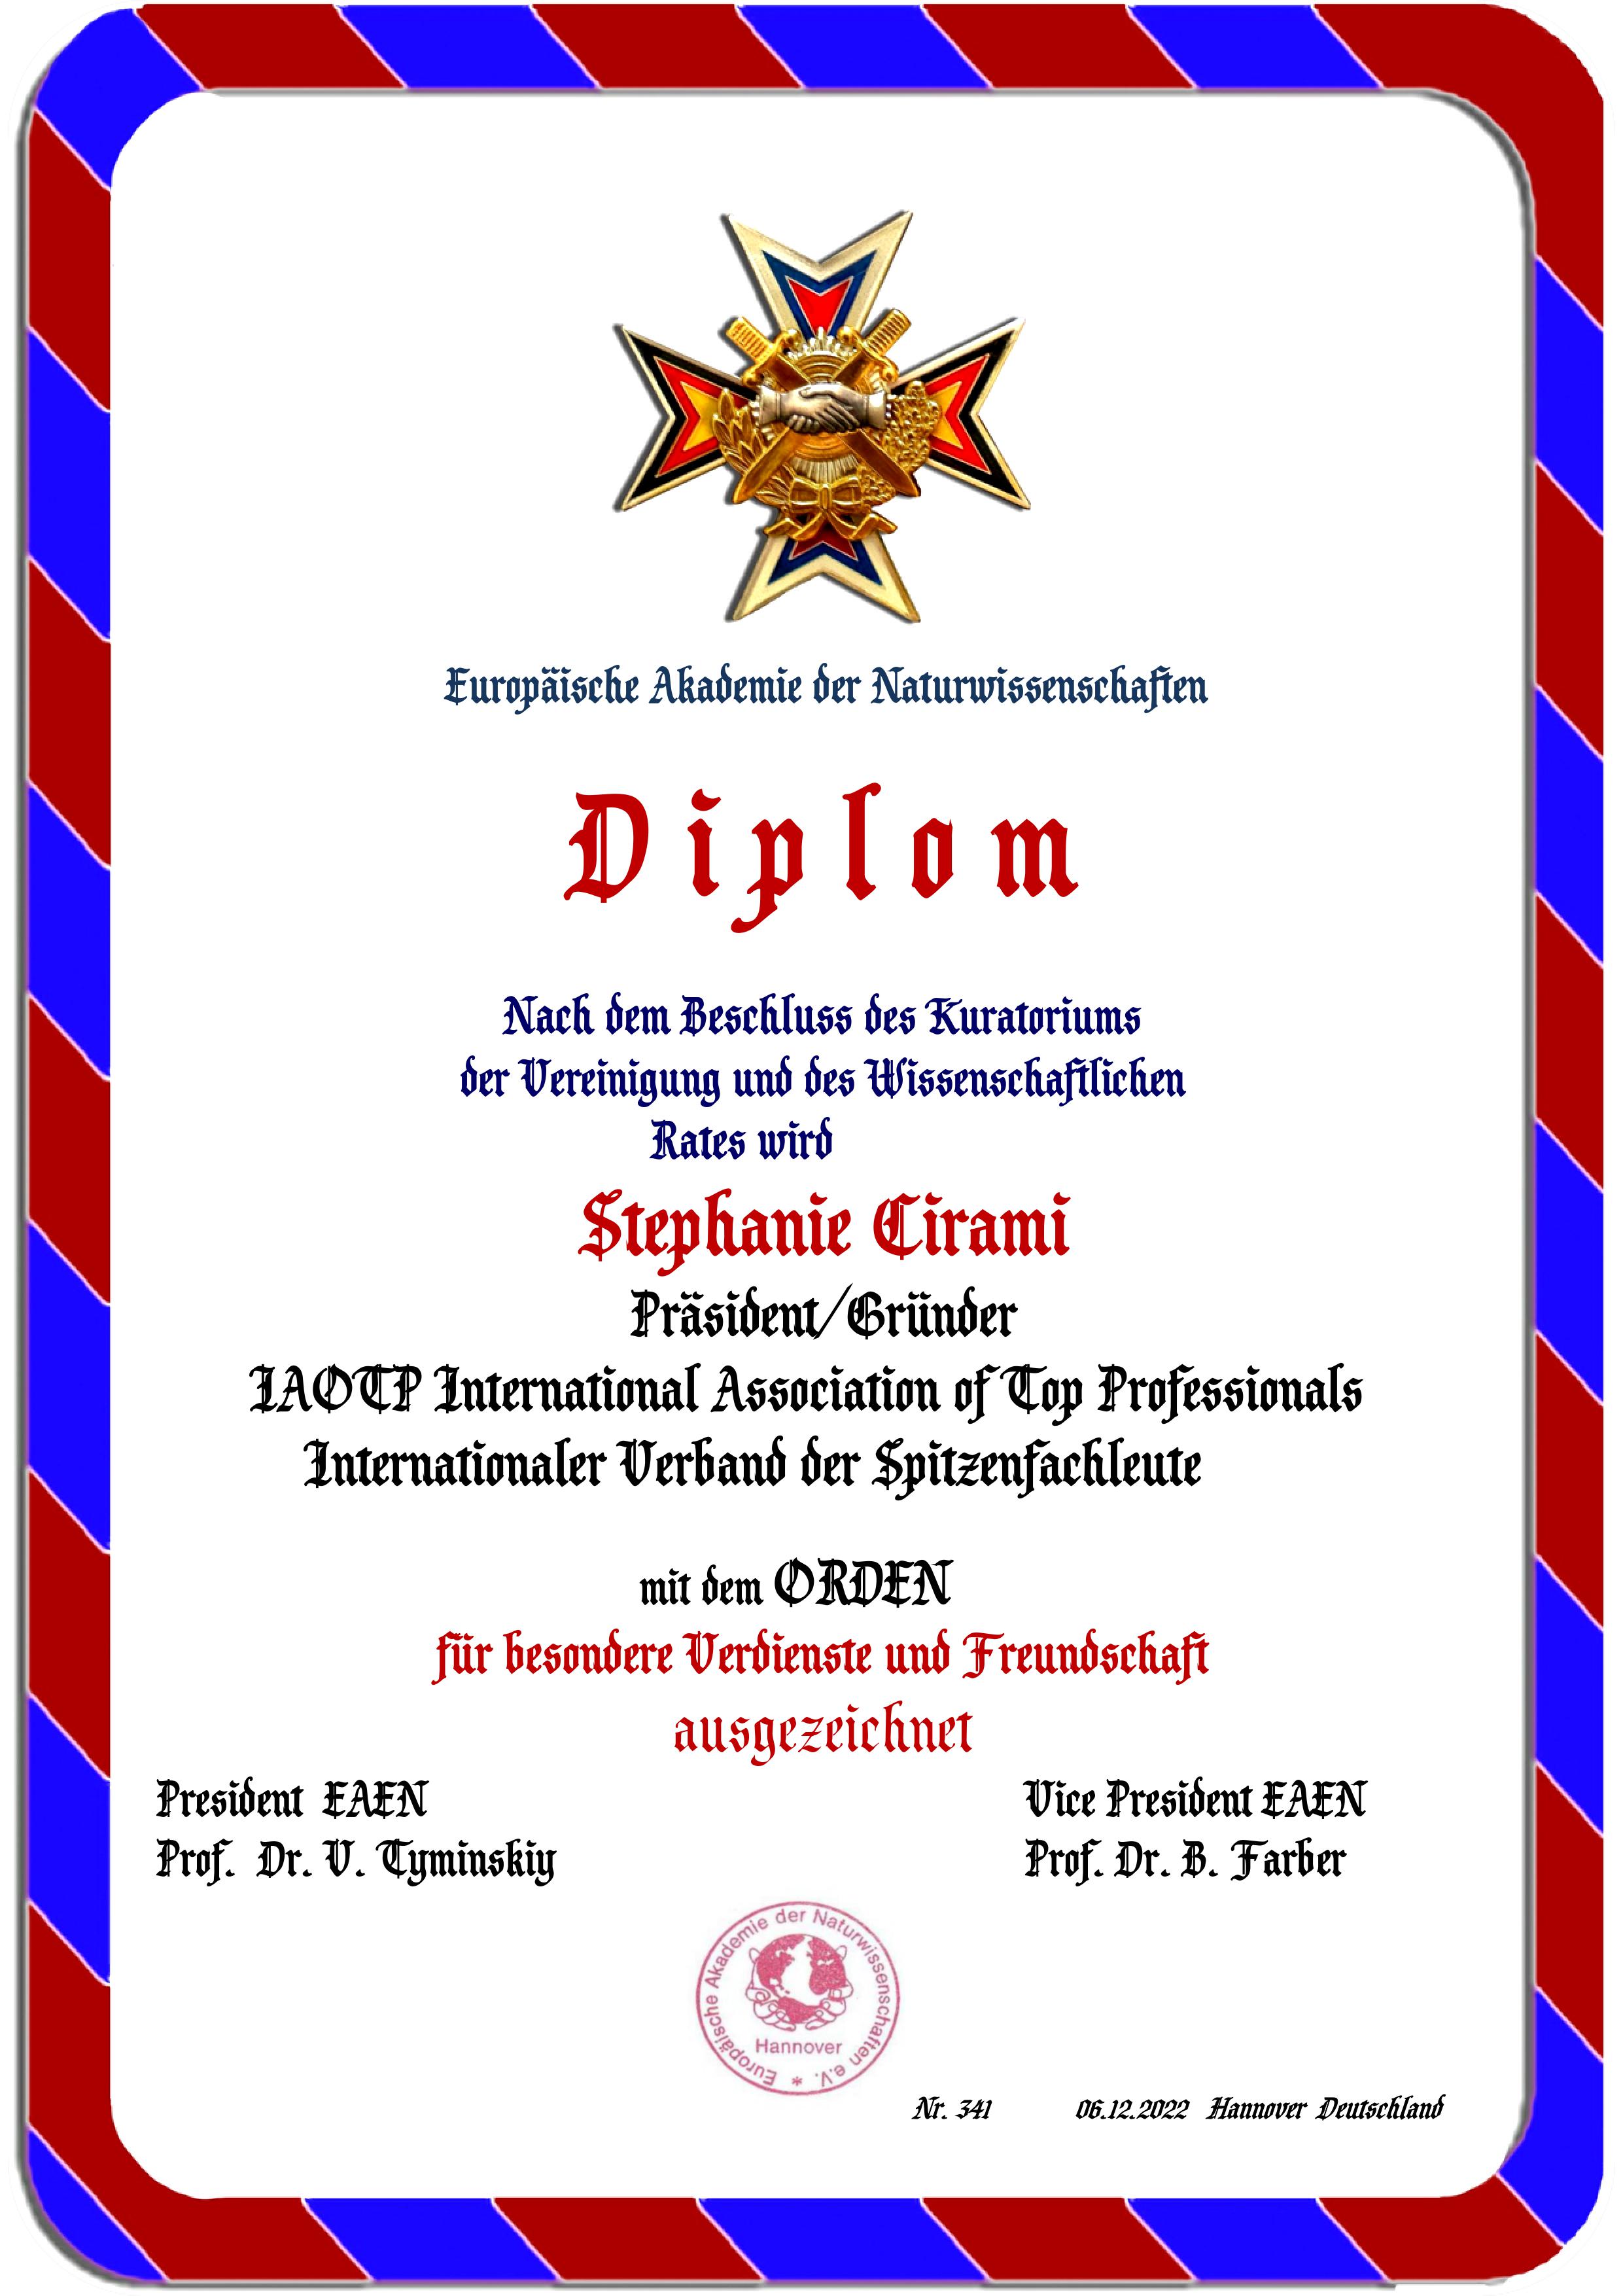 Europäische Akademie der Naturwissenschaften
Diplom
Nach dem Beschluss des Kuratoriums
der Vereinigung und des Wissenschaftlichen
Rates wird
Stephanie Cirami
Präsident/Gründer
IAOTP International Association of Top Professionals
Internationaler Verband der Spitzenfachleute
mit dem ORDEN
für besondere Verdienste und Freundschaft
ausgezeichnet
President EAEN
Prof. Dr. V. Tyminskiy
Vice President EAEN
Prof. Dr. B. Farber
Europäische Akademie der Naturwissenschaften e.V. *
Hannover
Nr. 341 06.12.2022 Hannover Deutschland